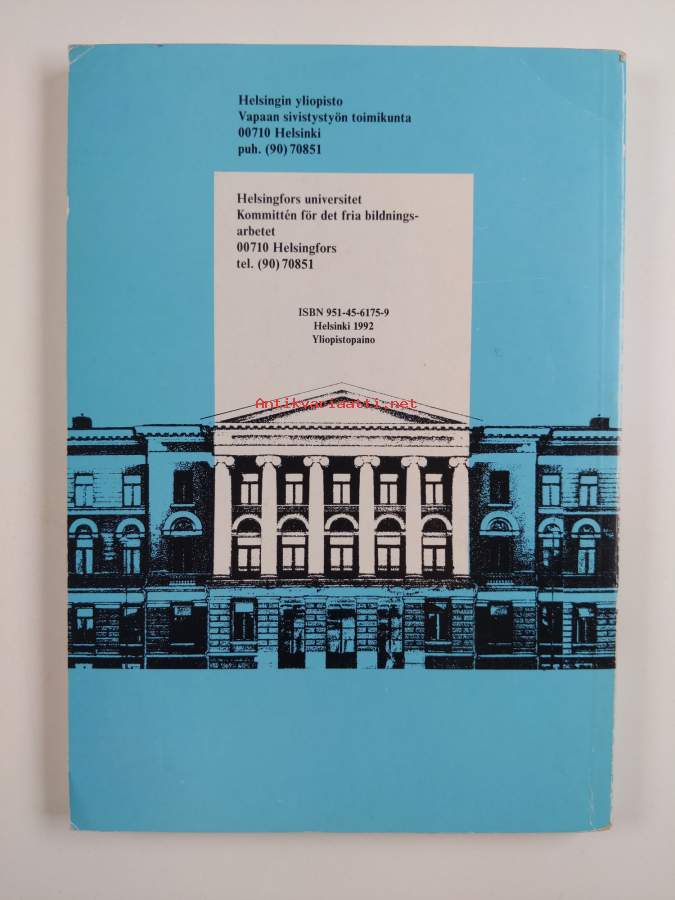 Helsingin yliopisto
Vapaan sivistystyön toimikunta
00710 Helsinki
puh. (90) 70851
Helsingfors universitet
Kommittén för det fria bildnings-
arbetet
00710 Helsingfors
tel. (90) 70851
ISBN 951-45-6175-9
Helsinki 1992
Yliopistopaino
Antikvariaatti.net